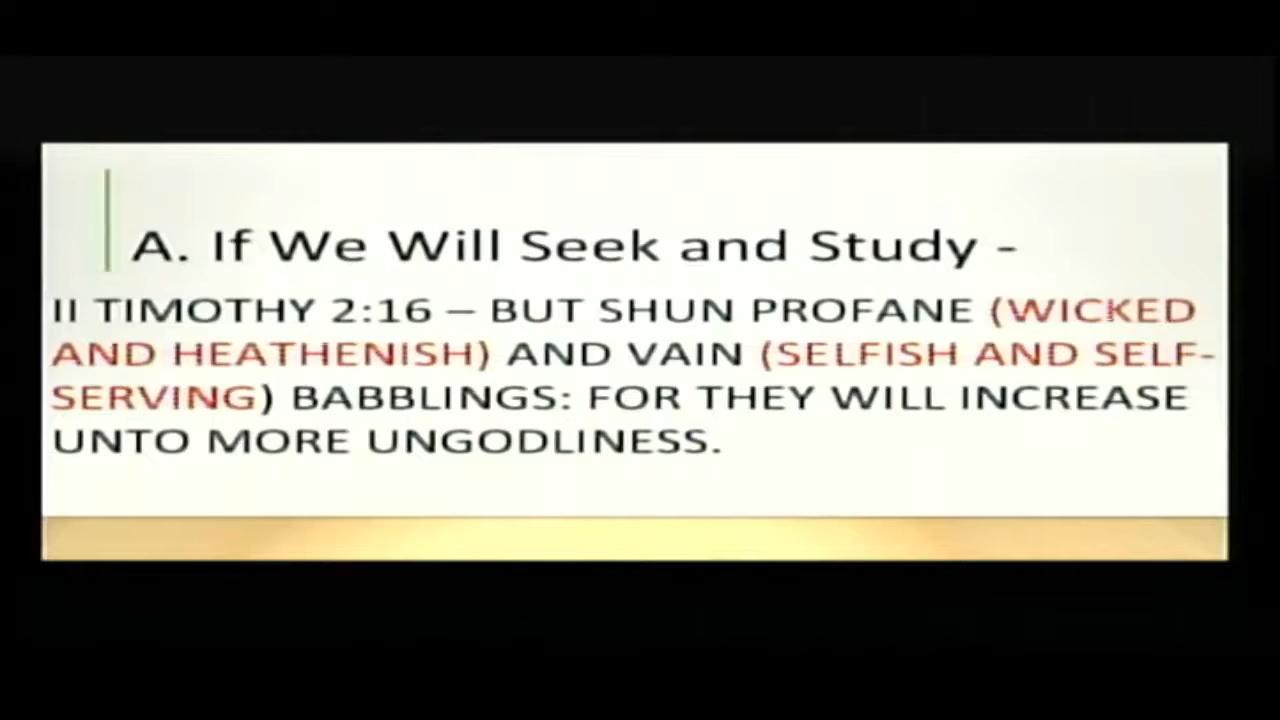 A. If We Will Seek and Study -
II TIMOTHY 2:16 – BUT SHUN PROFANE (WICKED
AND HEATHENISH) AND VAIN (SELFISH AND SELF-
SERVING) BABBLINGS: FOR THEY WILL INCREASE
UNTO MORE UNGODLINESS.